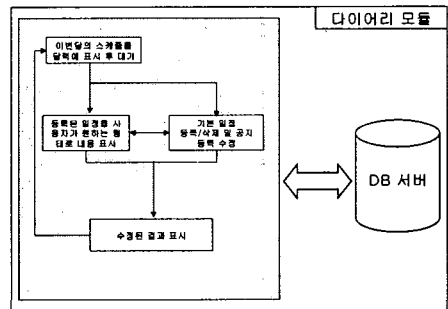 다이어리 모듈
이번달의 스케쥴를
달력에 표시 후 대기
등록된 일정를 사
용자가 원하는 형
태로 내용 표시
기본 일정
등록/삭제 및 공지
등록 수정
DB 서버
수정된 결과 표시